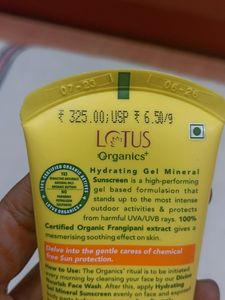 07-23 06-26
₹ 325.00; USP ₹ 6.50/g
LOTUS
Organics+
Hydrating Gel Mineral
Sunscreen is a high-performing
gel based formulation that
stands up to the most intense
outdoor activities & protects
from harmful UVA/UVB rays. 100%
Certified Organic Frangipani extract gives a
mesmerising soothing effect on skin.
Delve into the gentle caress of chemical
free Sun protection.
How to Use: The Organics' ritual is to be initiated
every morning by cleansing your face by our Divine
Nourish Face Wash. After this, apply Hydrating
Gel Mineral Sunscreen evenly on face and exposed